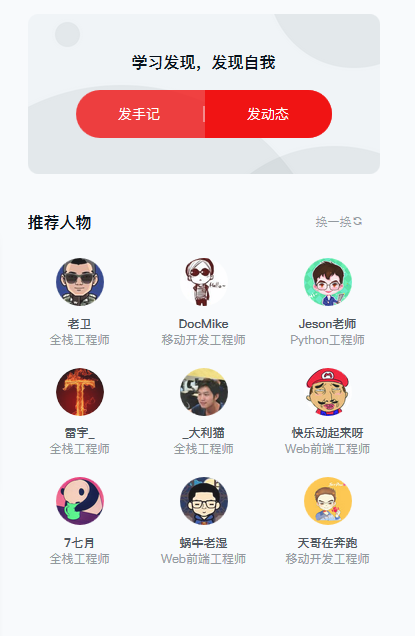 学习发现，发现自我
发手记
发动态
推荐人物
换一换
老卫
DocMike
Jeson老师
全栈工程师
移动开发工程师
Python工程师
雷宇_
_大利猫
快乐动起来呀
全栈工程师
全栈工程师
Web前端工程师
7七月
蜗牛老湿
天哥在奔跑
全栈工程师
Web前端工程师
移动开发工程师